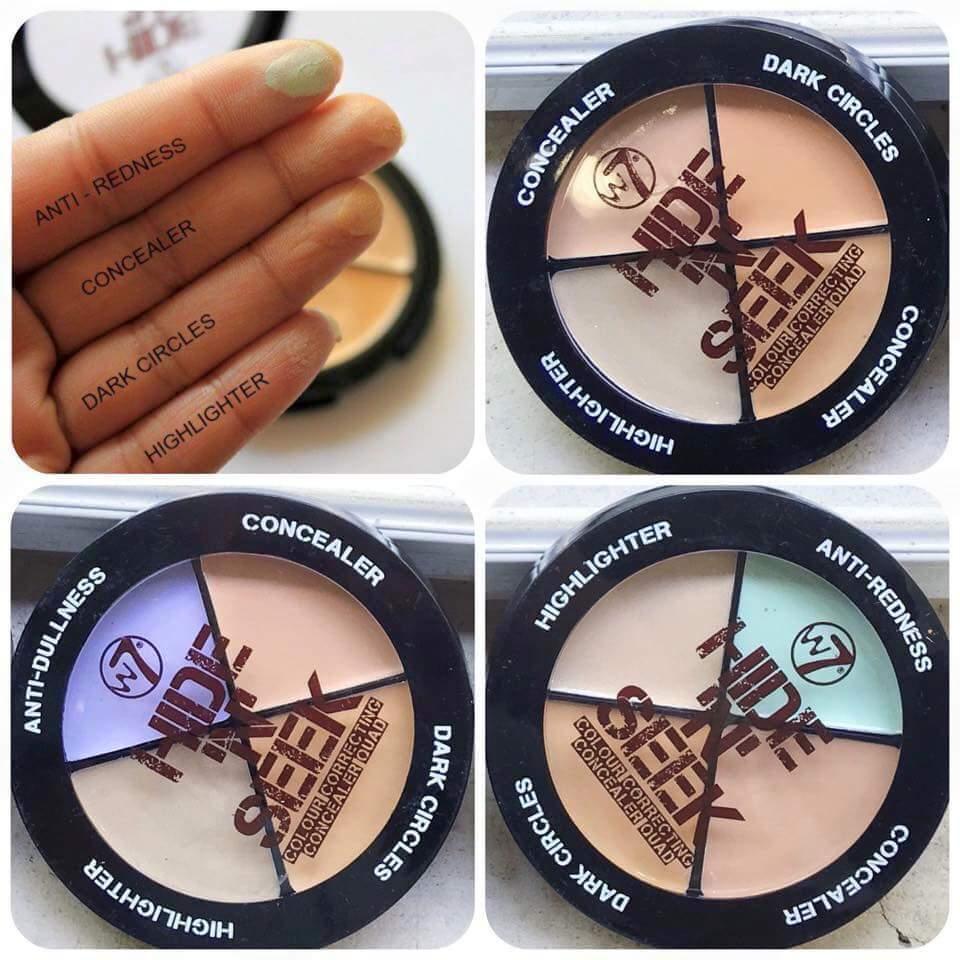 HIDE
ANTI - REDNESS
CONCEALER
DARK CIRCLES
HIGHLIGHTER
CONCEALER
DARK CIRCLES
W7
HIDE
N'
SEEK
COLOUR CORRECTING
CONCEALER QUAD
HIGHLIGHTER
CONCEALER
ANTI-DULLNESS
CONCEALER
W7
HIDE
N'
SEEK
COLOUR CORRECTING
CONCEALER QUAD
HIGHLIGHTER
DARK CIRCLES
HIGHLIGHTER
ANTI-REDNESS
W7
HIDE
N'
SEEK
COLOUR CORRECTING
CONCEALER QUAD
DARK CIRCLES
CONCEALER